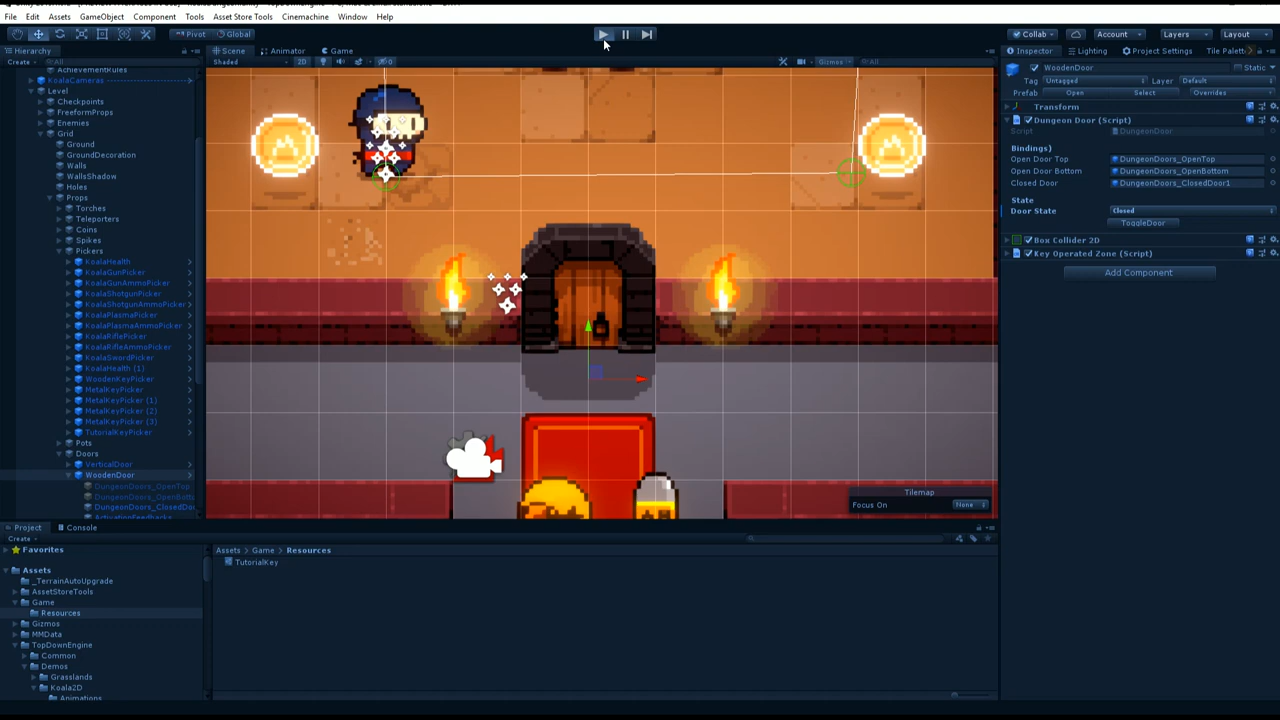 File Edit Assets GameObject Component Tools Asset Store Tools Cinemachine Window Help
Pivot Global Collab Account Layers Layout
Hierarchy Scene Animator Game Inspector Lighting Project Settings Tile Palett
Create All Shaded 2D 0 Gizmos All WoodenDoor Static
AchievementRules
KoalaCameras
Level
Checkpoints
FreeformProps
Enemies
Grid
Ground
GroundDecoration
Walls
WallsShadow
Holes
Props
Torches
Teleporters
Coins
Spikes
Pickers
KoalaHealth
KoalaGunPicker
KoalaGunAmmoPicker
KoalaShotgunPicker
KoalaShotgunAmmoPicker
KoalaPlasmaPicker
KoalaPlasmaAmmoPicker
KoalaRiflePicker
KoalaRifleAmmoPicker
KoalaSwordPicker
KoalaHealth (1)
WoodenKeyPicker
MetalKeyPicker
MetalKeyPicker (1)
MetalKeyPicker (2)
MetalKeyPicker (3)
TutorialKeyPicker
Pots
Doors
VerticalDoor
WoodenDoor
DungeonDoors_OpenTop
DungeonDoors_OpenBott
DungeonDoors_ClosedDo
ActivatingFeedbacks
Tag Untagged Layer Default
Prefab Open Select Overrides
Transform
Dungeon Door (Script)
Script DungeonDoor
Bindings)
Open Door Top DungeonDoors_OpenTop
Open Door Bottom DungeonDoors_OpenBottom
Closed Door DungeonDoors_ClosedDoor1
State
Door State Closed
ToggleDoor
Box Collider 2D
Key Operated Zone (Script)
Add Component
Tilemap
Focus On None
Project Console
Create
Favorites
Assets
_TerrainAutoUpgrade
AssetStoreTools
Game
Resources
Gizmos
MMData
TopDownEngine
Common
Demos
Grasslands
Koala2D
Animations
Assets Game Resources
TutorialKey